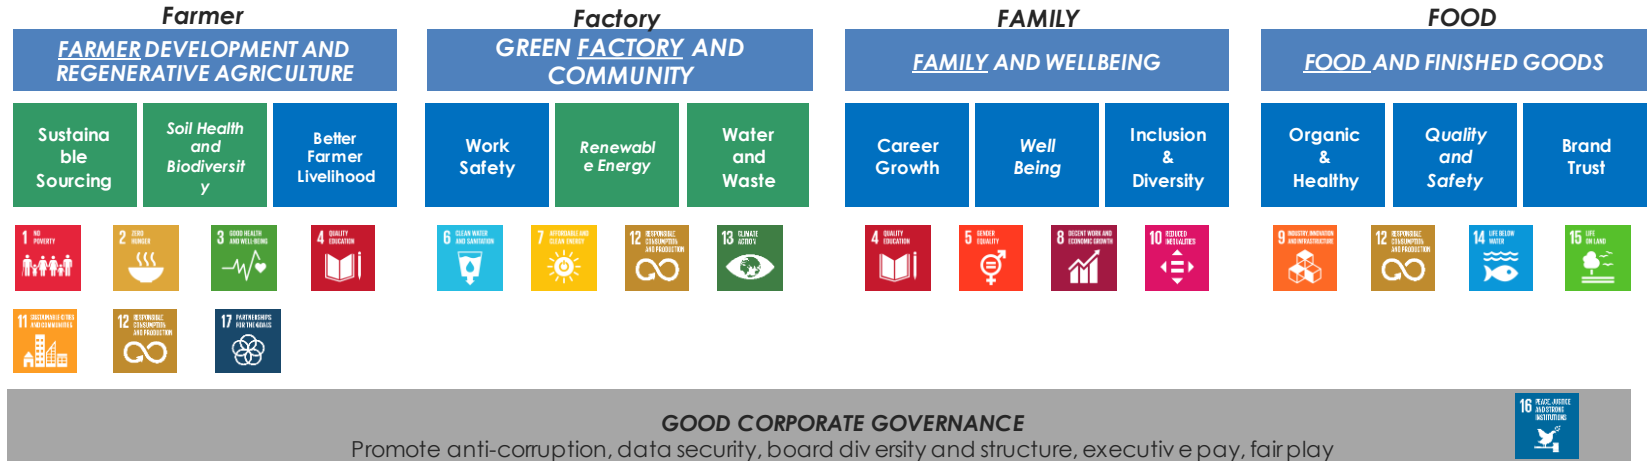 Farmer
FARMER DEVELOPMENT AND
REGENERATIVE AGRICULTURE
Sustaina
ble
Sourcing
Soil Health
and
Biodiversit
y
Better
Farmer
Livelihood
1 NO
POVERTY
2 ZERO
HUNGER
3 GOOD HEALTH
AND WELL-BEING
4 QUALITY
EDUCATION
11 SUSTAINABLE CITIES
AND COMMUNITIES
12 RESPONSIBLE
CONSUMPTION
AND PRODUCTION
17 PARTNERSHIPS
FOR THE GOALS
Factory
GREEN FACTORY AND
COMMUNITY
Work
Safety
Renewabl
e Energy
Water
and
Waste
6 CLEAN WATER
AND SANITATION
7 AFFORDABLE AND
CLEAN ENERGY
12 RESPONSIBLE
CONSUMPTION
AND PRODUCTION
13 CLIMATE
ACTION
FAMILY
FAMILY AND WELLBEING
Career
Growth
Well
Being
Inclusion
&
Diversity
4 QUALITY
EDUCATION
5 GENDER
EQUALITY
8 DECENT WORK AND
ECONOMIC GROWTH
10 REDUCED
INEQUALITIES
FOOD
FOOD AND FINISHED GOODS
Organic
&
Healthy
Quality
and
Safety
Brand
Trust
9 INDUSTRY, INNOVATION
AND INFRASTRUCTURE
12 RESPONSIBLE
CONSUMPTION
AND PRODUCTION
14 LIFE BELOW
WATER
15 LIFE
ON LAND
GOOD CORPORATE GOVERNANCE
Promote anti-corruption, data security, board diversity and structure, executive pay, fair play
16 PEACE, JUSTICE
AND STRONG
INSTITUTIONS